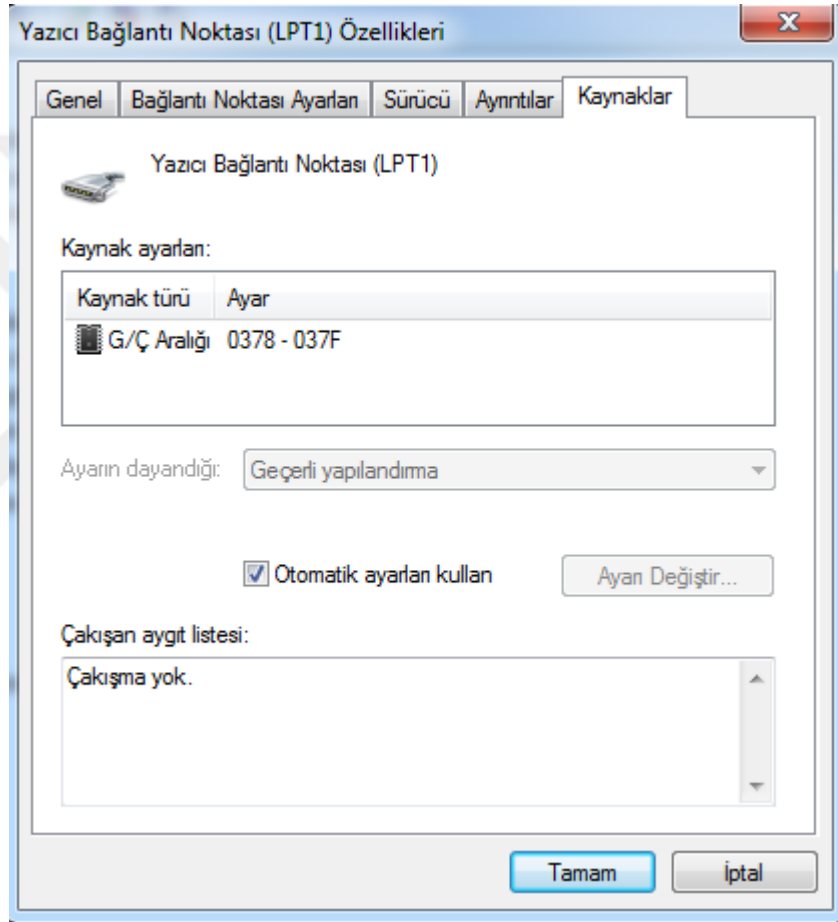 Yazıcı Bağlantı Noktası (LPT1) Özellikleri
Genel Bağlantı Noktası Ayarları Sürücü Ayrıntılar Kaynaklar
Yazıcı Bağlantı Noktası (LPT1)
Kaynak ayarları:
Kaynak türü Ayar
G/Ç Aralığı 0378 - 037F
Ayarın dayandığı: Geçerli yapılandırma
Otomatik ayarları kullan Ayarı Değiştir...
Çakışan aygıt listesi:
Çakışma yok.
Tamam İptal